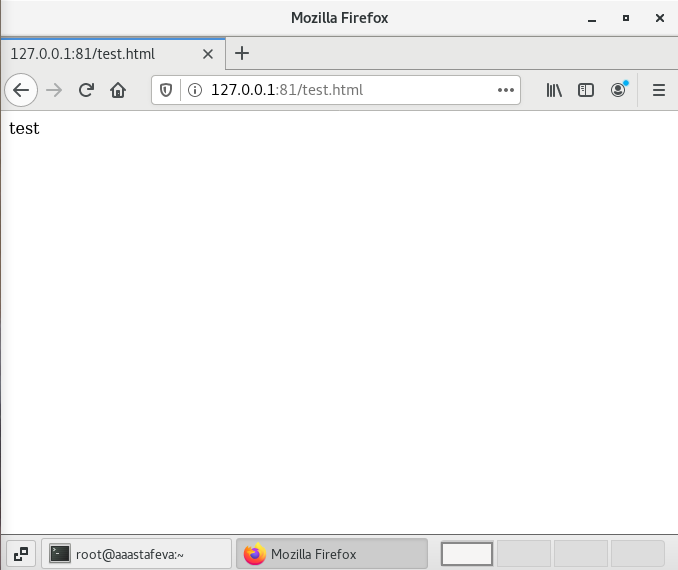 Mozilla Firefox
127.0.0.1:81/test.html
127.0.0.1:81/test.html
test
root@aaastafeva:~
Mozilla Firefox